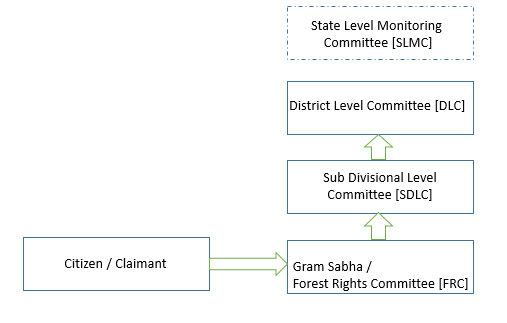 State Level Monitoring
Committee [SLMC]
District Level Committee [DLC]
Sub Divisional Level
Committee [SDLC]
Citizen / Claimant
Gram Sabha /
Forest Rights Committee [FRC]